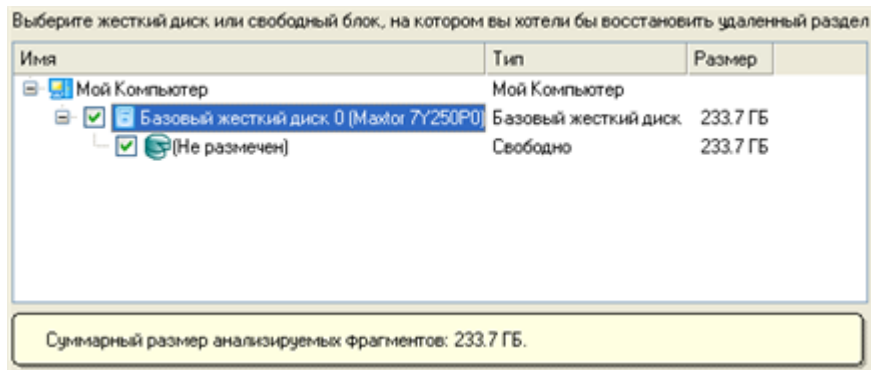 Выберите жесткий диск или свободный блок, на котором вы хотели бы восстановить удаленный раздел
Имя Тип Размер
Мой Компьютер Мой Компьютер
Базовый жесткий диск 0 (Maxtor 7Y250P0) Базовый жесткий диск 233.7 ГБ
(Не размечен) Свободно 233.7 ГБ
Суммарный размер анализируемых фрагментов: 233.7 ГБ.